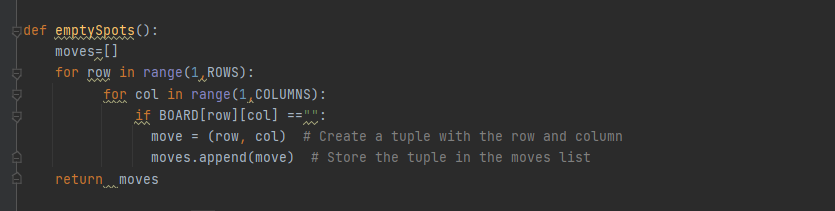 def emptySpots():
    moves=[]
    for row in range(1,ROWS):
          for col in range(1,COLUMNS):
              if BOARD[row][col] =="":
                move = (row, col)  # Create a tuple with the row and column
                moves.append(move)  # Store the tuple in the moves list
    return  moves